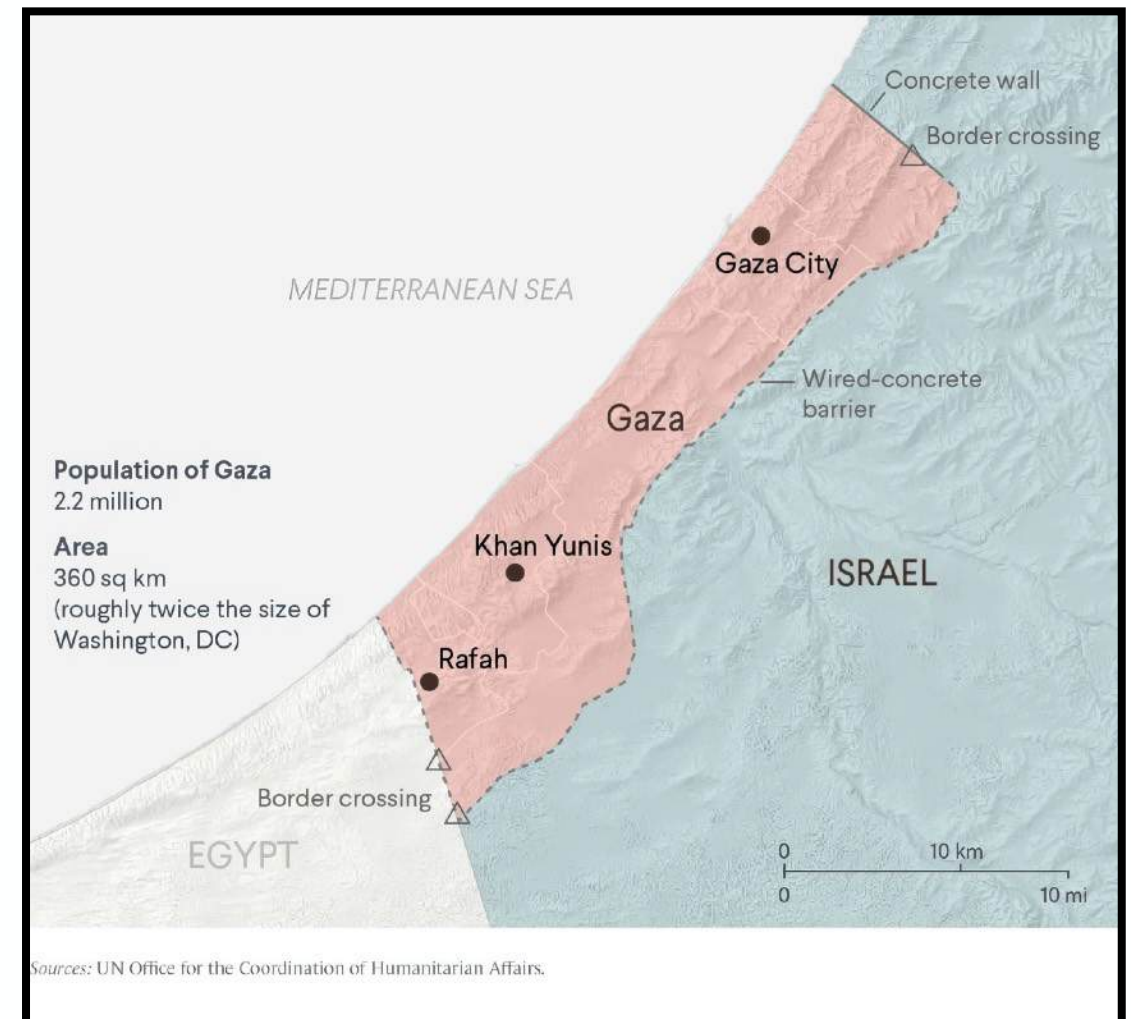 Concrete wall
Border crossing
Gaza City
MEDITERRANEAN SEA
Wired-concrete
barrier
Gaza
Population of Gaza
2.2 million
Area
360 sq km
(roughly twice the size of
Washington, DC)
Khan Yunis
ISRAEL
Rafah
Border crossing
EGYPT
0 10 km
0 10 mi
Sources: UN Office for the Coordination of Humanitarian Affairs.